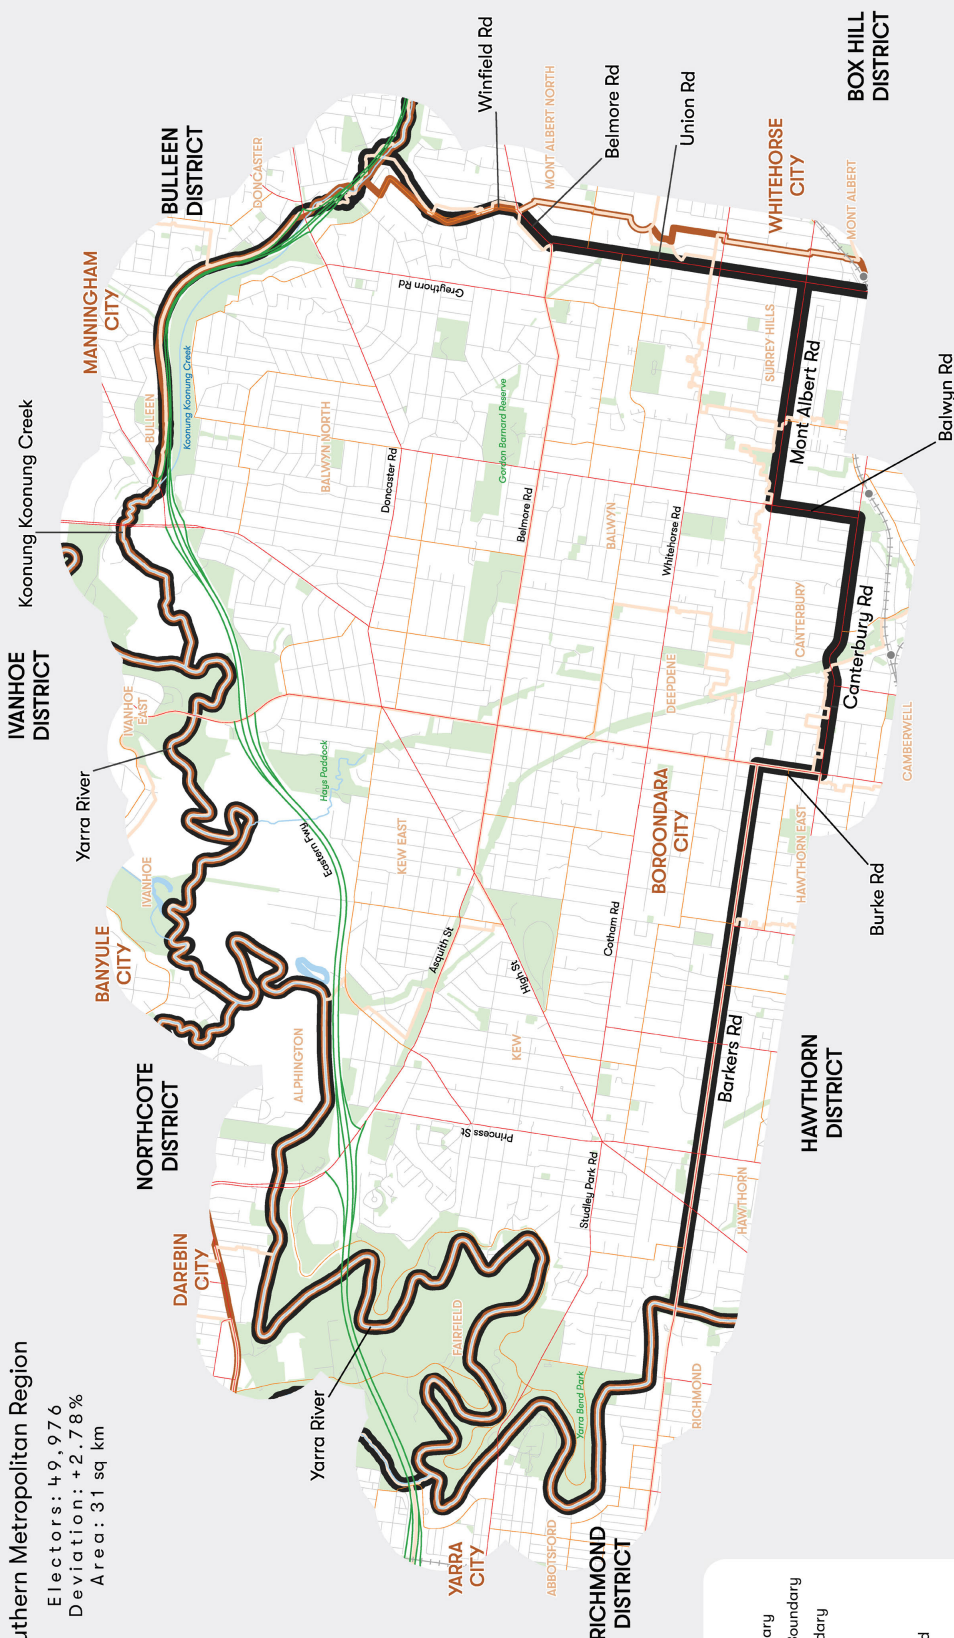 uthern Metropolitan Region
Electors: 49,976
Deviation: +2.78%
Area: 31 sq km
IVANHOE
DISTRICT
Koonung Koonung Creek
MANNINGHAM
CITY
BULLEEN
DISTRICT
Yarra River
BANYULE
CITY
IVANHOE
EAST
IVANHOE
BULLEEN
DONCASTER
Koonung Koonung Creek
NORTHCOTE
DISTRICT
DAREBIN
CITY
ALPHINGTON
Eastern Fwy
Hays Paddock
BALWYN NORTH
Doncaster Rd
Greythorn Rd
Winfield Rd
Belmore Rd
Union Rd
MONT ALBERT NORTH
Yarra River
KEW EAST
Asquith St
Princess St
High St
Gordon Barnard Reserve
Belmore Rd
FAIRFIELD
KEW
BALWYN
Whitehorse Rd
Cotham Rd
Studley Park Rd
DEEPDENE
BOROONDARA
CITY
Yarra Bend Park
YARRA
CITY
ABBOTSFORD
RICHMOND
DISTRICT
RICHMOND
HAWTHORN
Barkers Rd
HAWTHORN EAST
CANTERBURY
SURREY HILLS
Mont Albert Rd
WHITEHORSE
CITY
MONT ALBERT
BOX HILL
DISTRICT
Canterbury Rd
Balwyn Rd
CAMBERWELL
Burke Rd
HAWTHORN
DISTRICT
ary
Boundary
dary
d